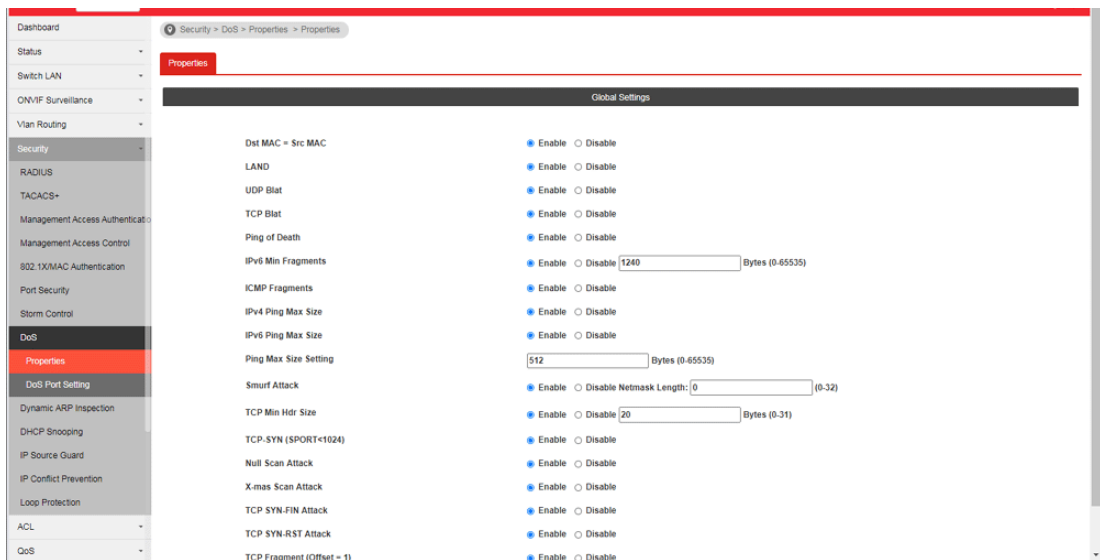 Dashboard
Status
Switch LAN
ONVIF Surveillance
Vlan Routing
Security
RADIUS
TACACS+
Management Access Authenticatio
Management Access Control
802.1X/MAC Authentication
Port Security
Storm Control
DoS
Properties
DoS Port Setting
Dynamic ARP Inspection
DHCP Snooping
IP Source Guard
IP Conflict Prevention
Loop Protection
ACL
QoS
Security > DoS > Properties > Properties
Properties
Global Settings
Dst MAC = Src MAC Enable Disable
LAND Enable Disable
UDP Blat Enable Disable
TCP Blat Enable Disable
Ping of Death Enable Disable
IPv6 Min Fragments Enable Disable 1240 Bytes (0-65535)
ICMP Fragments Enable Disable
IPv4 Ping Max Size Enable Disable
IPv6 Ping Max Size Enable Disable
Ping Max Size Setting 512 Bytes (0-65535)
Smurf Attack Enable Disable Netmask Length: 0 (0-32)
TCP Min Hdr Size Enable Disable 20 Bytes (0-31)
TCP-SYN (SPORT<1024) Enable Disable
Null Scan Attack Enable Disable
X-mas Scan Attack Enable Disable
TCP SYN-FIN Attack Enable Disable
TCP SYN-RST Attack Enable Disable
TCP Fragment (Offset = 1) Enable Disable